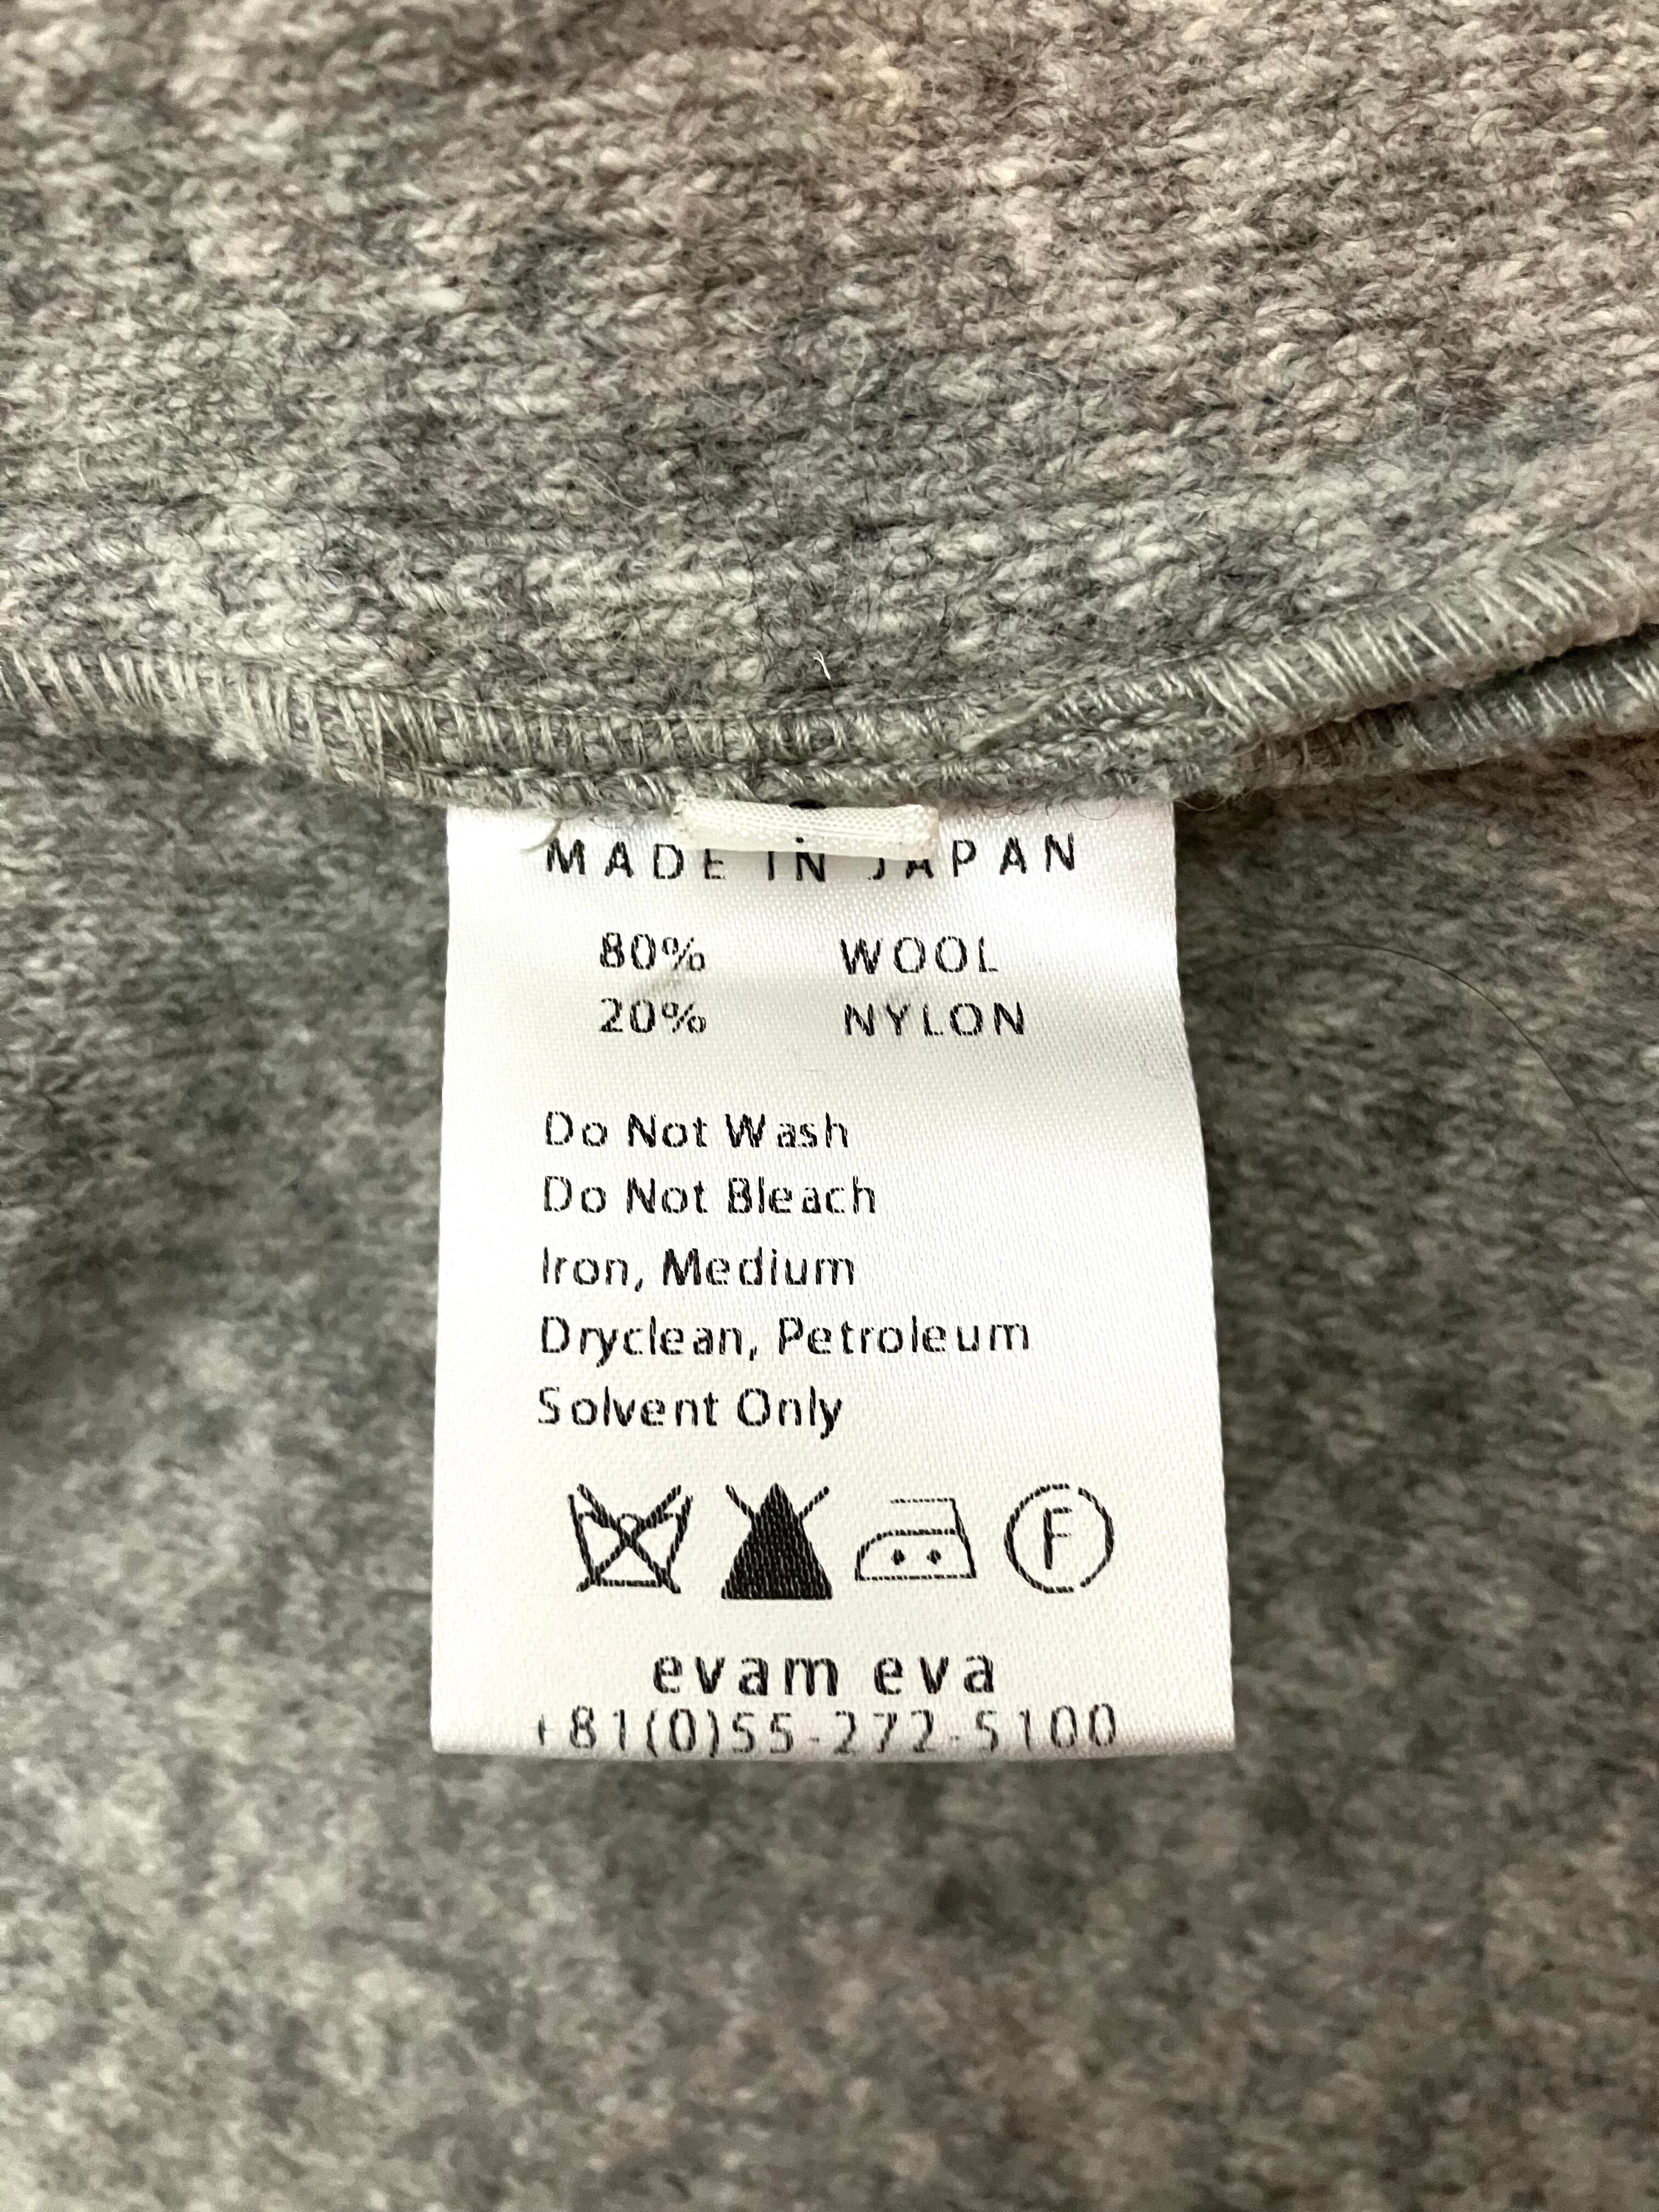 MADE IN JAPAN
80% WOOL
20% NYLON
Do Not Wash
Do Not Bleach
Iron, Medium
Dryclean, Petroleum
Solvent Only
F
evam eva
+81(0)55-272-5100